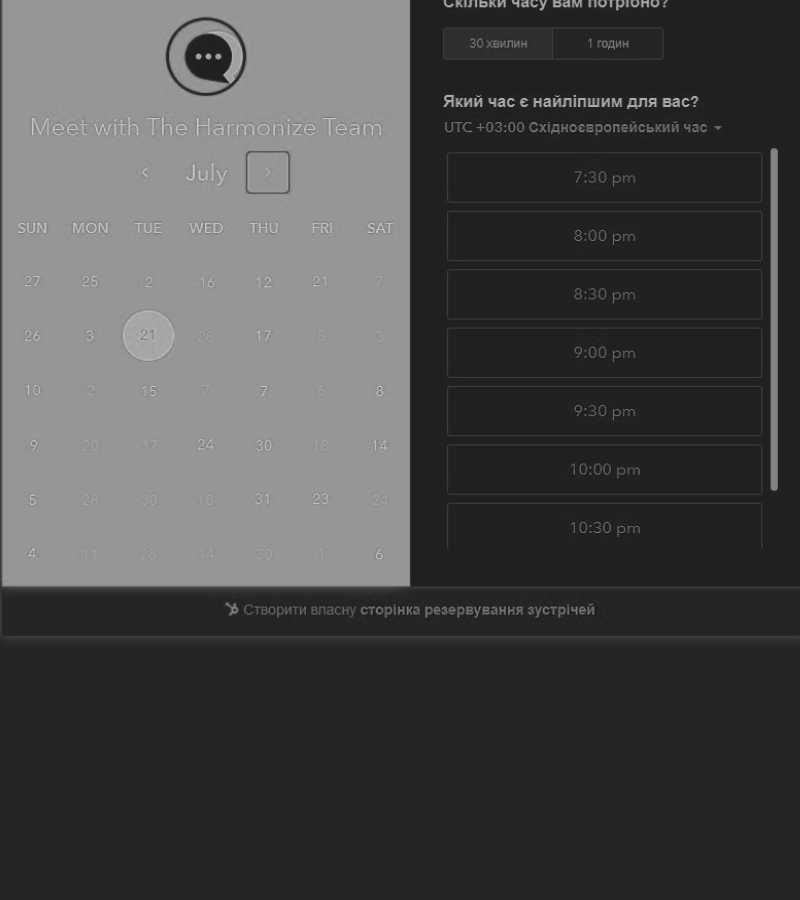 Meet with The Harmonize Team
July
SUN MON TUE WED THU FRI SAT
27 25 2 16 12 21 7
26 3 21 28 17 8 3
10 2 15 7 7 6 8
9 20 17 24 30 18 14
5 28 30 18 31 23 24
4 11 28 14 30 1 6
Скільки часу вам потрібно?
30 хвилин 1 годин
Який час є найліпшим для вас?
UTC +03:00 Східноєвропейський час
7:30 pm
8:00 pm
8:30 pm
9:00 pm
9:30 pm
10:00 pm
10:30 pm
Створити власну сторінка резервування зустрічей